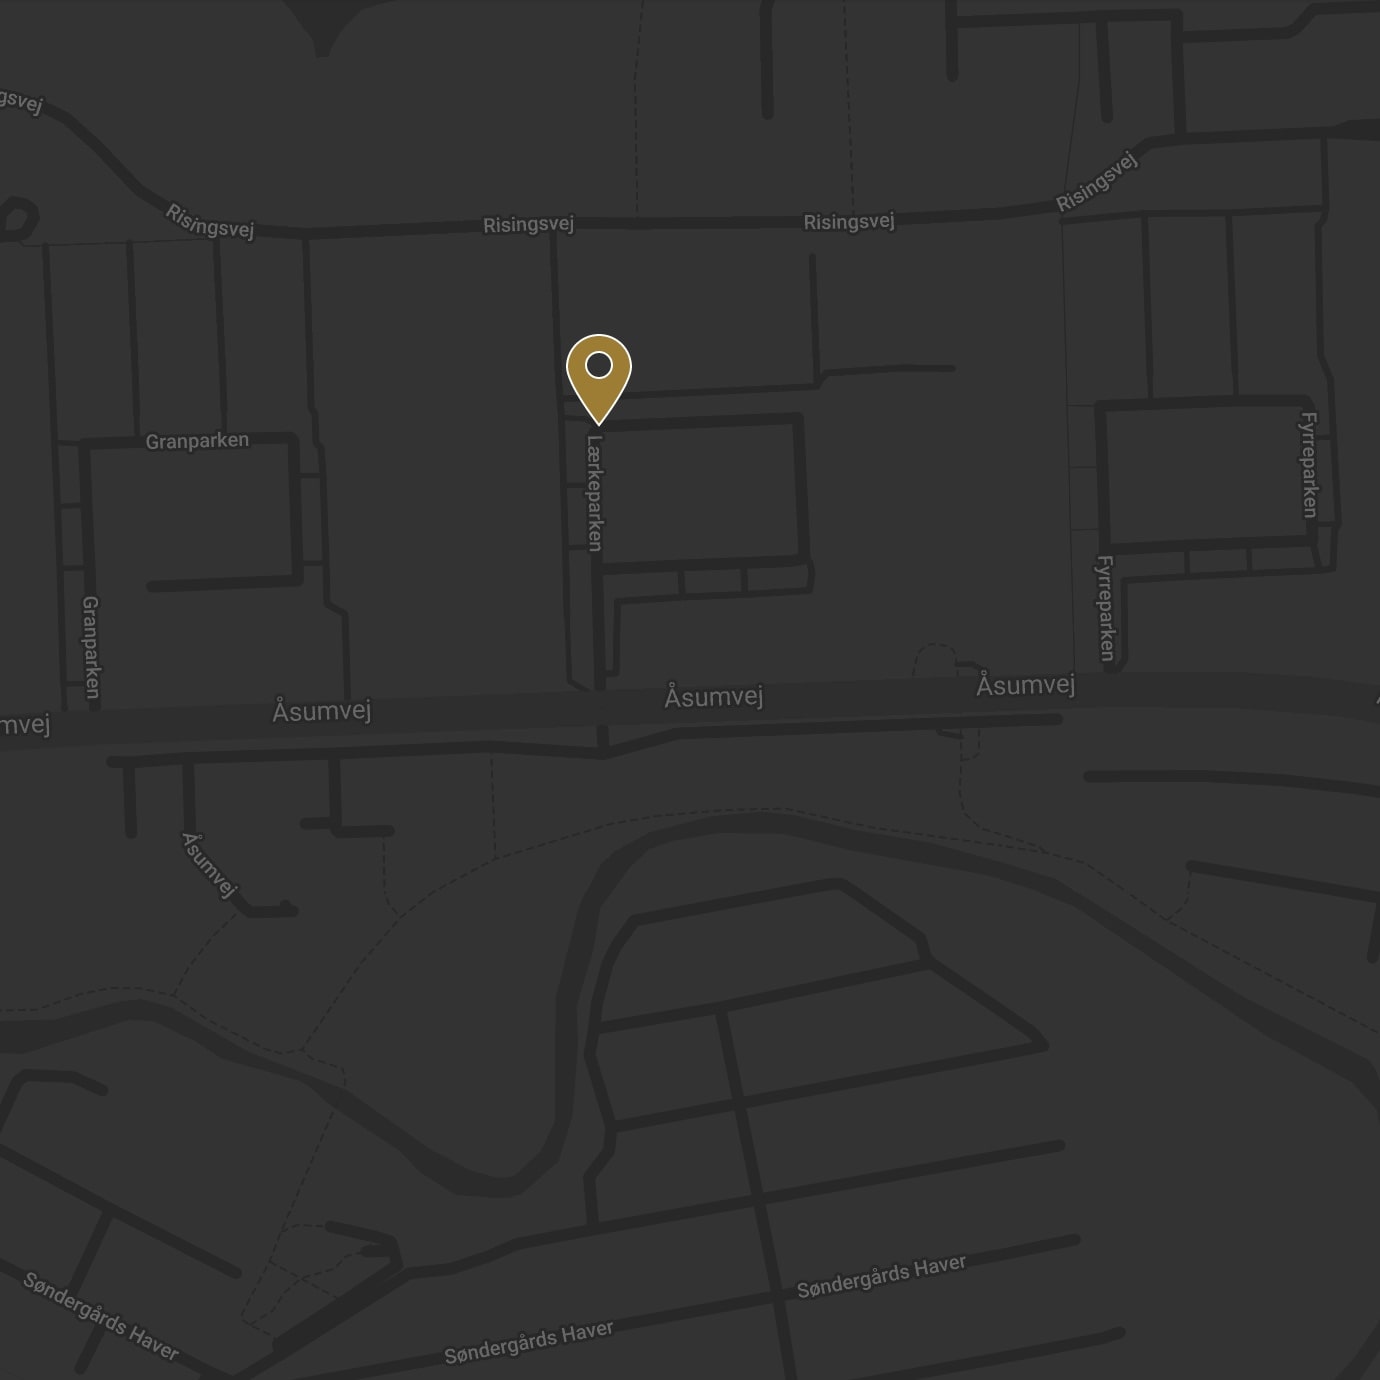 gsvej
Risingsvej
Risingsvej
Risingsvej
Risingsvej
Granparken
Lærkeparken
Fyrreparken
Granparken
Fyrreparken
Åsumvej
Åsumvej
Åsumvej
mvej
Åsumvej
Søndergårds Haver
Søndergårds Haver
Søndergårds Haver